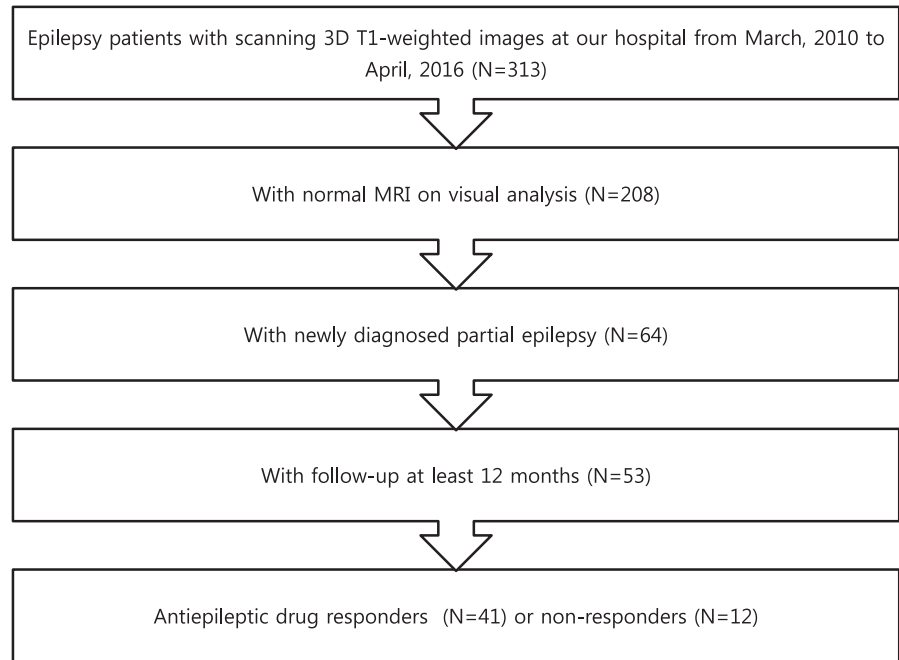 Epilepsy patients with scanning 3D T1-weighted images at our hospital from March, 2010 to
April, 2016 (N=313)
With normal MRI on visual analysis (N=208)
With newly diagnosed partial epilepsy (N=64)
With follow-up at least 12 months (N=53)
Antiepileptic drug responders (N=41) or non-responders (N=12)